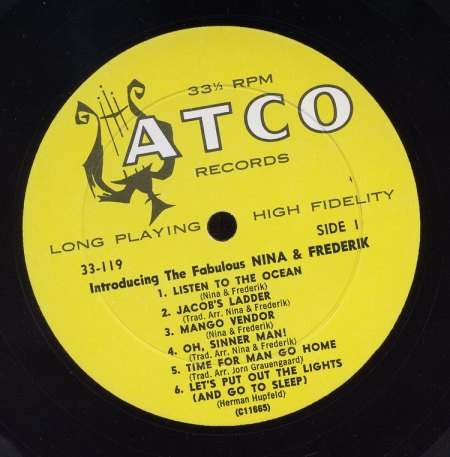 33⅓ RPM
ATCO
RECORDS
LONG PLAYING HIGH FIDELITY
33-119 SIDE 1
Introducing The Fabulous NINA & FREDERIK
1. LISTEN TO THE OCEAN
(Nina & Frederik)
2. JACOB'S LADDER
(Trad. Arr. Nina & Frederik)
3. MANGO VENDOR
(Nina & Frederik)
4. OH, SINNER MAN!
(Trad. Arr. Nina & Frederik)
5. TIME FOR MAN GO HOME
(Trad. Arr. Jorn Grauengaard)
6. LET'S PUT OUT THE LIGHTS
(AND GO TO SLEEP)
(Herman Hupfeld)
(C11665)